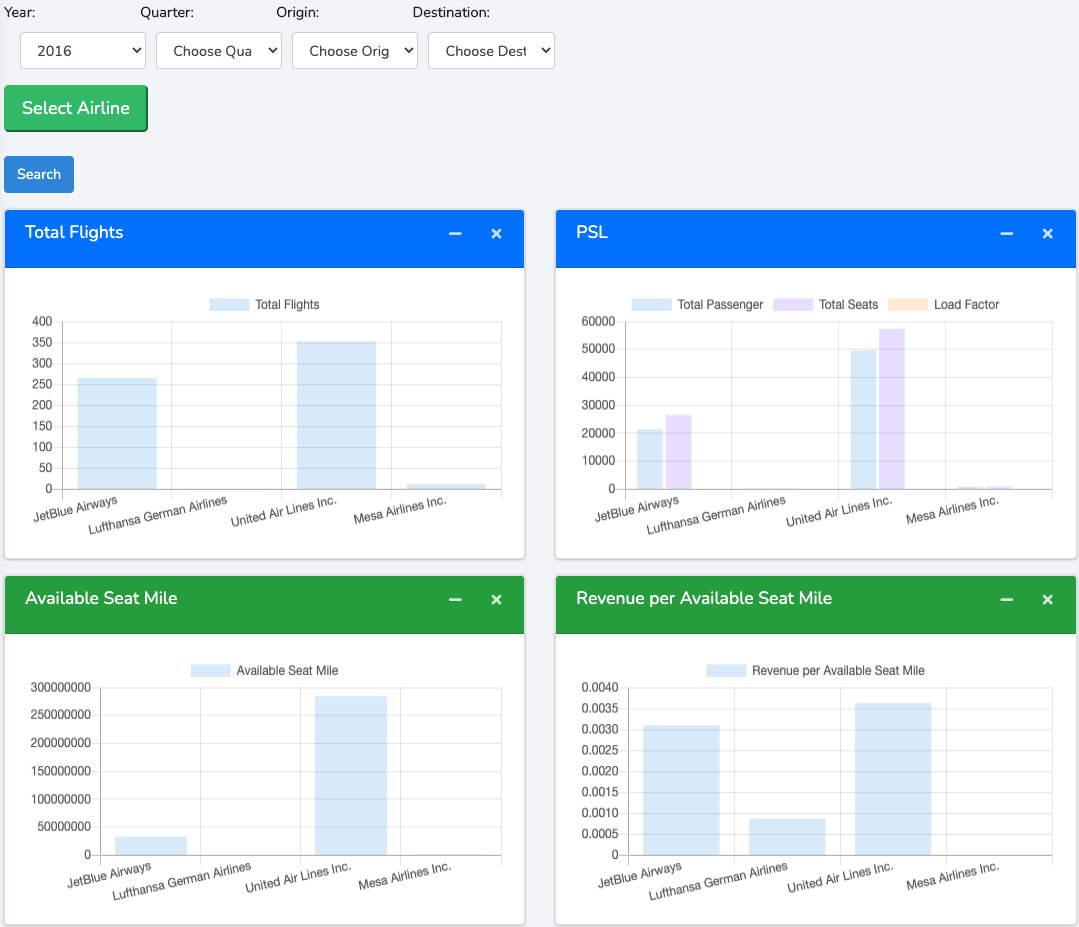 Year: Quarter: Origin: Destination:
2016 Choose Qua Choose Orig Choose Dest
Select Airline
Search
Total Flights
Total Flights
400
350
300
250
200
150
100
50
0
JetBlue Airways Lufthansa German Airlines United Air Lines Inc. Mesa Airlines Inc.
PSL
Total Passenger Total Seats Load Factor
60000
50000
40000
30000
20000
10000
0
JetBlue Airways Lufthansa German Airlines United Air Lines Inc. Mesa Airlines Inc.
Available Seat Mile
Available Seat Mile
300000000
250000000
200000000
150000000
100000000
50000000
0
JetBlue Airways Lufthansa German Airlines United Air Lines Inc. Mesa Airlines Inc.
Revenue per Available Seat Mile
Revenue per Available Seat Mile
0.0040
0.0035
0.0030
0.0025
0.0020
0.0015
0.0010
0.0005
0
JetBlue Airways Lufthansa German Airlines United Air Lines Inc. Mesa Airlines Inc.